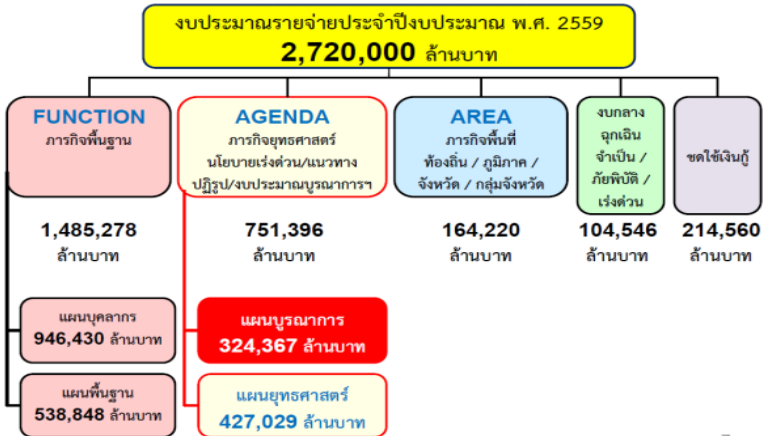 งบประมาณรายจ่ายประจำปีงบประมาณ พ.ศ. 2559
2,720,000 ล้านบาท
FUNCTION
ภารกิจพื้นฐาน
AGENDA
ภารกิจยุทธศาสตร์
นโยบายเร่งด่วน/แนวทาง
ปฏิรูป/งบประมาณบูรณาการฯ
AREA
ภารกิจพื้นที่
ท้องถิ่น / ภูมิภาค /
จังหวัด / กลุ่มจังหวัด
งบกลาง
ฉุกเฉิน
จำเป็น /
ภัยพิบัติ /
เร่งด่วน
ชดใช้เงินกู้
1,485,278
ล้านบาท
751,396
ล้านบาท
164,220
ล้านบาท
104,546
ล้านบาท
214,560
ล้านบาท
แผนบุคลากร
946,430 ล้านบาท
แผนบูรณาการ
324,367 ล้านบาท
แผนพื้นฐาน
538,848 ล้านบาท
แผนยุทธศาสตร์
427,029 ล้านบาท